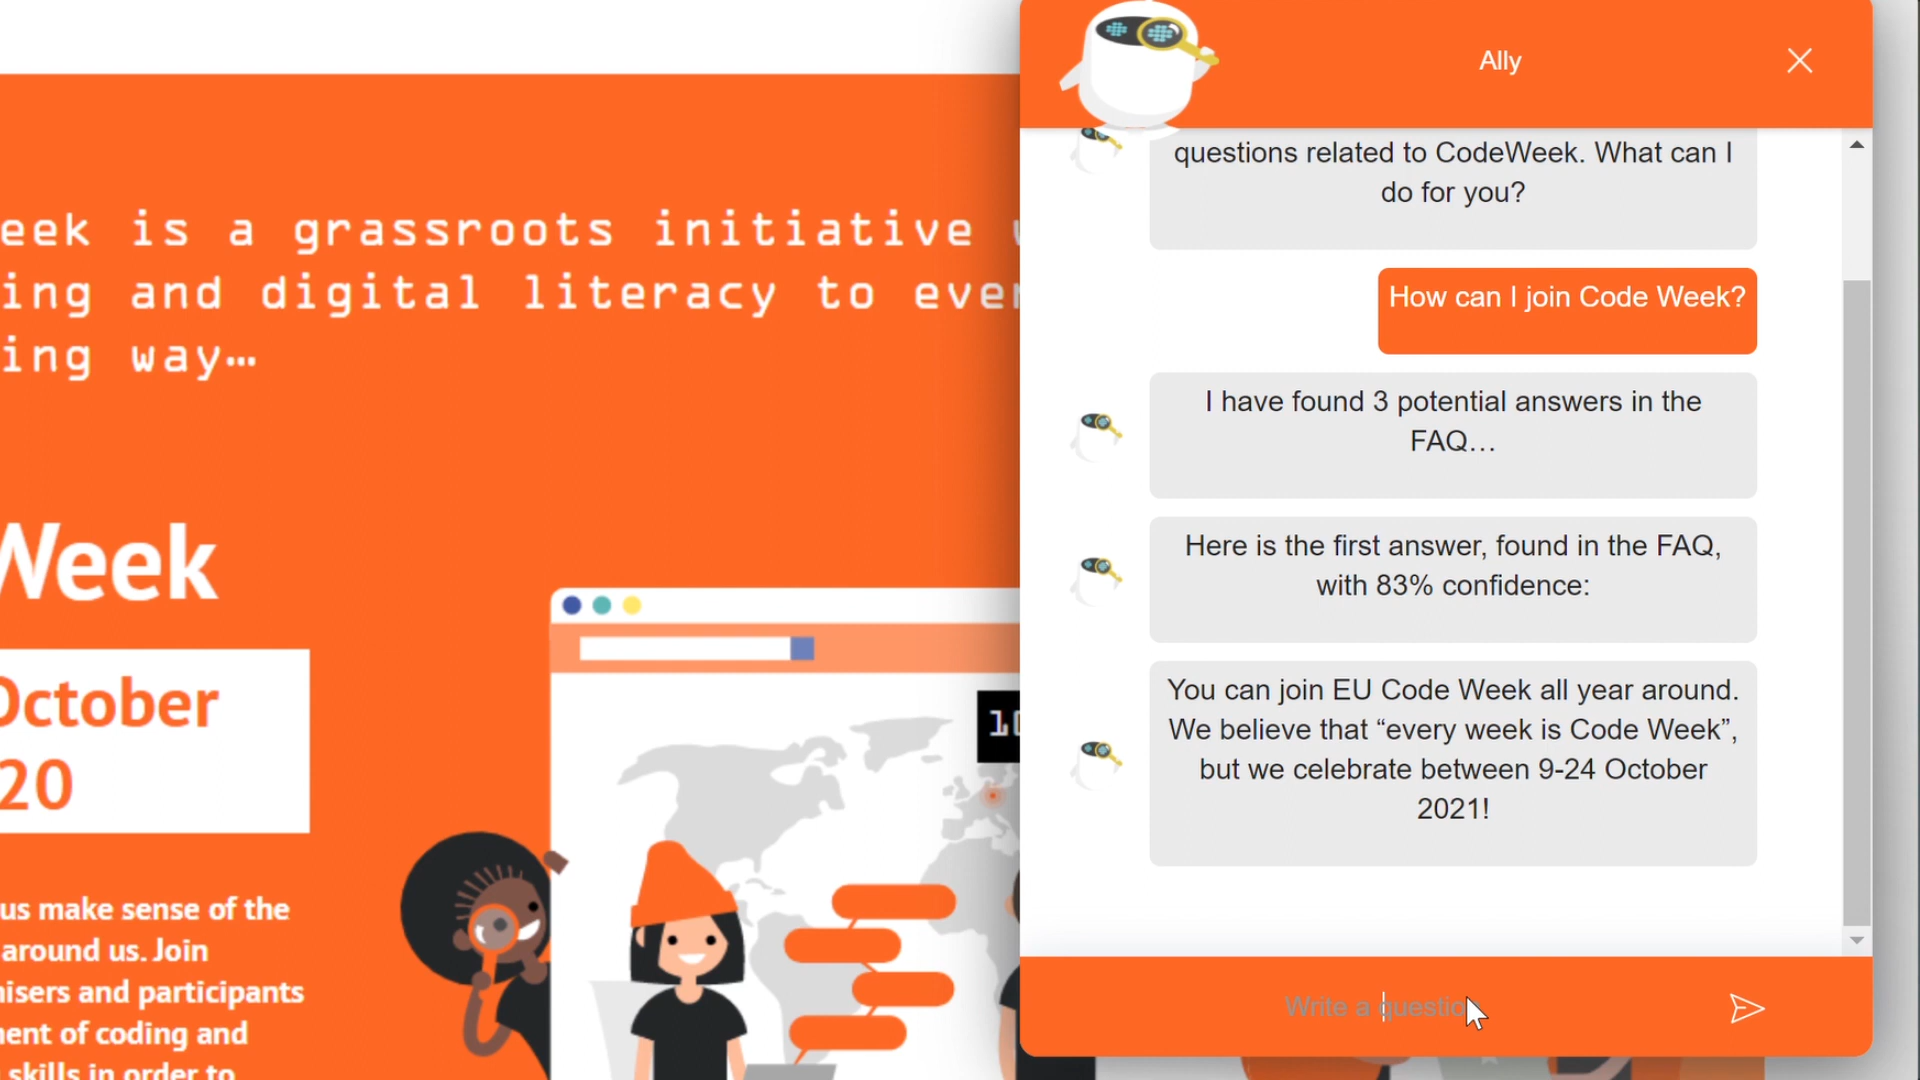 eek is a grassroots initiative
ing and digital literacy to ever
ing way…
Week
October
20
us make sense of the
around us. Join
nisers and participants
nent of coding and
skills in order to
10
Ally
questions related to CodeWeek. What can I
do for you?
How can I join Code Week?
I have found 3 potential answers in the
FAQ…
Here is the first answer, found in the FAQ,
with 83% confidence:
You can join EU Code Week all year around.
We believe that “every week is Code Week”,
but we celebrate between 9-24 October
2021!
Write a question